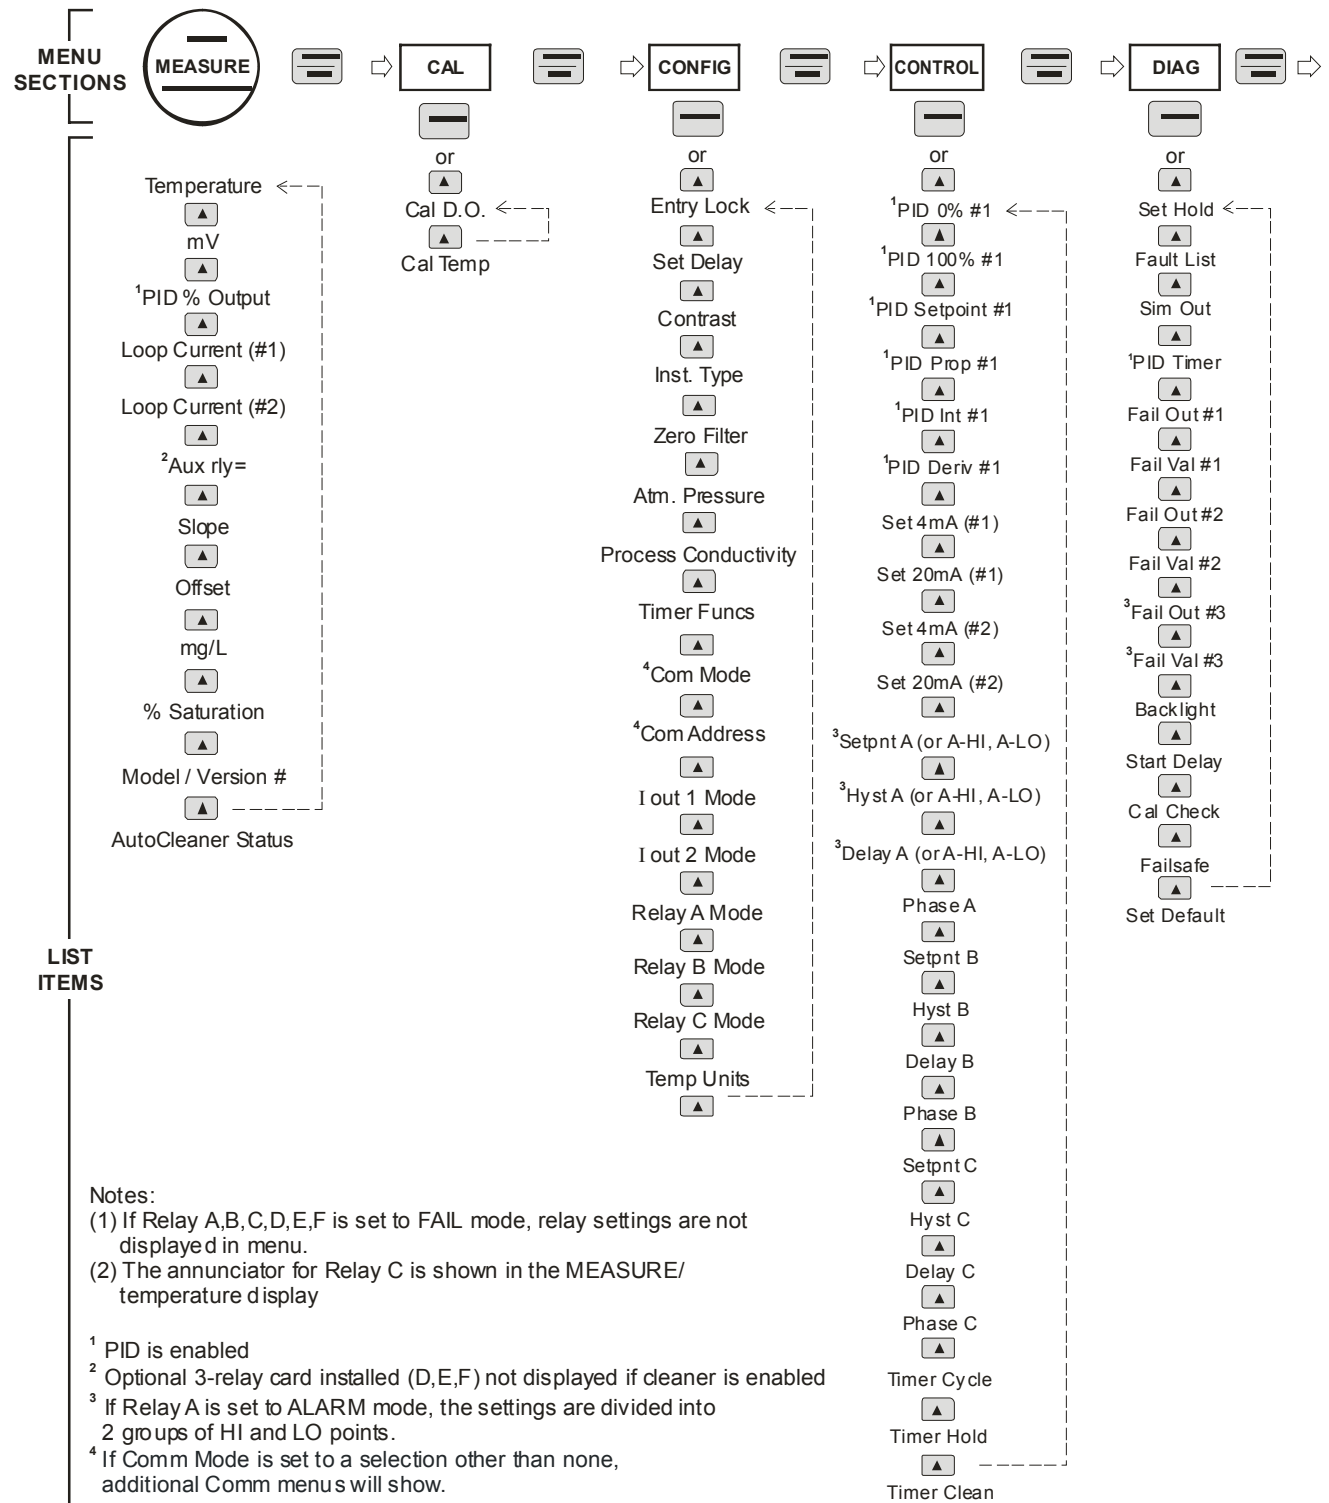 MENU
SECTIONS
MEASURE
CAL
CONFIG
CONTROL
DIAG
LIST
ITEMS
Temperature
mV
¹PID % Output
Loop Current (#1)
Loop Current (#2)
²Aux rly=
Slope
Offset
mg/L
% Saturation
Model / Version #
AutoCleaner Status
or
Cal D.O.
Cal Temp
or
Entry Lock
Set Delay
Contrast
Inst. Type
Zero Filter
Atm. Pressure
Process Conductivity
Timer Funcs
⁴Com Mode
⁴Com Address
I out 1 Mode
I out 2 Mode
Relay A Mode
Relay B Mode
Relay C Mode
Temp Units
or
¹PID 0% #1
¹PID 100% #1
¹PID Setpoint #1
¹PID Prop #1
¹PID Int #1
¹PID Deriv #1
Set 4mA (#1)
Set 20mA (#1)
Set 4mA (#2)
Set 20mA (#2)
³Setpnt A (or A-HI, A-LO)
³Hyst A (or A-HI, A-LO)
³Delay A (or A-HI, A-LO)
Phase A
Setpnt B
Hyst B
Delay B
Phase B
Setpnt C
Hyst C
Delay C
Phase C
Timer Cycle
Timer Hold
Timer Clean
or
Set Hold
Fault List
Sim Out
¹PID Timer
Fail Out #1
Fail Val #1
Fail Out #2
Fail Val #2
³Fail Out #3
³Fail Val #3
Backlight
Start Delay
Cal Check
Failsafe
Set Default
Notes:
(1) If Relay A,B,C,D,E,F is set to FAIL mode, relay settings are not
displayed in menu.
(2) The annunciator for Relay C is shown in the MEASURE/
temperature display
¹ PID is enabled
² Optional 3-relay card installed (D,E,F) not displayed if cleaner is enabled
³ If Relay A is set to ALARM mode, the settings are divided into
2 groups of HI and LO points.
⁴ If Comm Mode is set to a selection other than none,
additional Comm menus will show.